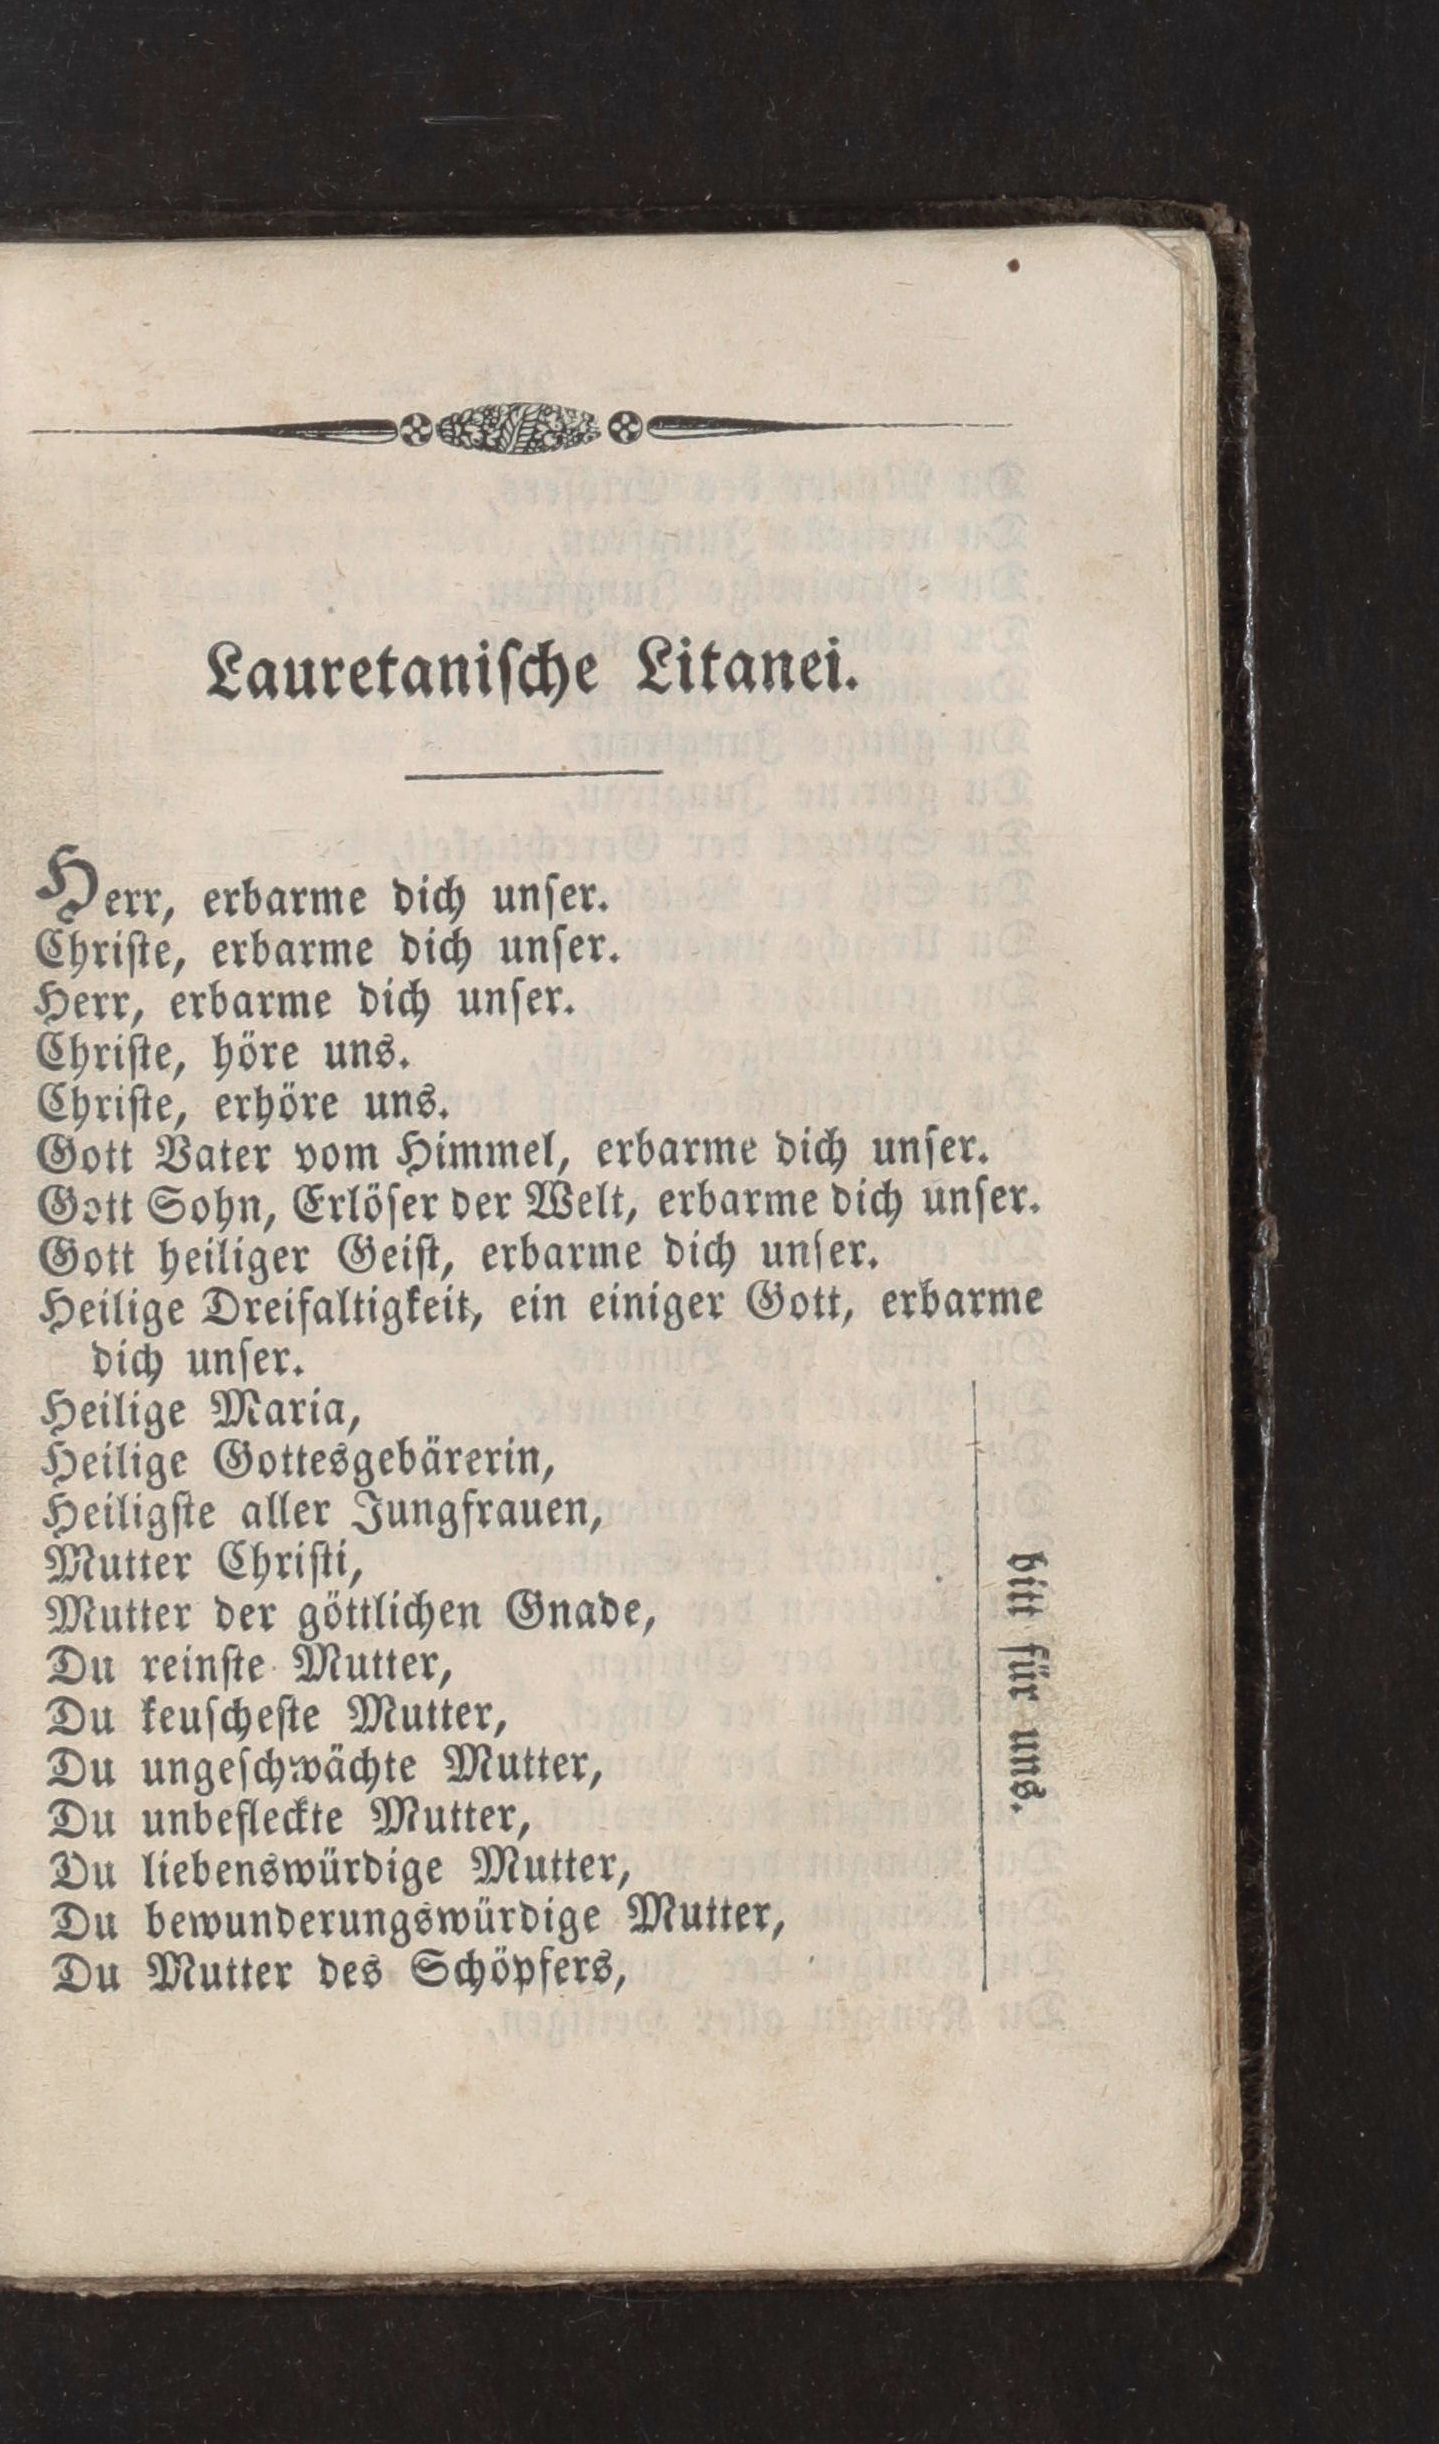 Lauretanische Litanei.
Herr, erbarme dich unser.
Christe, erbarme dich unser.
Herr, erbarme dich unser.
Christe, höre uns.
Christe, erhöre uns.
Gott Vater vom Himmel, erbarme dich unser.
Gott Sohn, Erlöser der Welt, erbarme dich unser.
Gott heiliger Geist, erbarme dich unser.
Heilige Dreifaltigkeit, ein einiger Gott, erbarme
dich unser.
Heilige Maria,
Heilige Gottesgebärerin,
Heiligste aller Jungfrauen,
Mutter Christi,
Mutter der göttlichen Gnade,
Du reinste Mutter,
Du keuscheste Mutter,
Du ungeschwächte Mutter,
Du unbefleckte Mutter,
Du liebenswürdige Mutter,
Du bewunderungswürdige Mutter,
Du Mutter des Schöpfers,
bitt für uns.